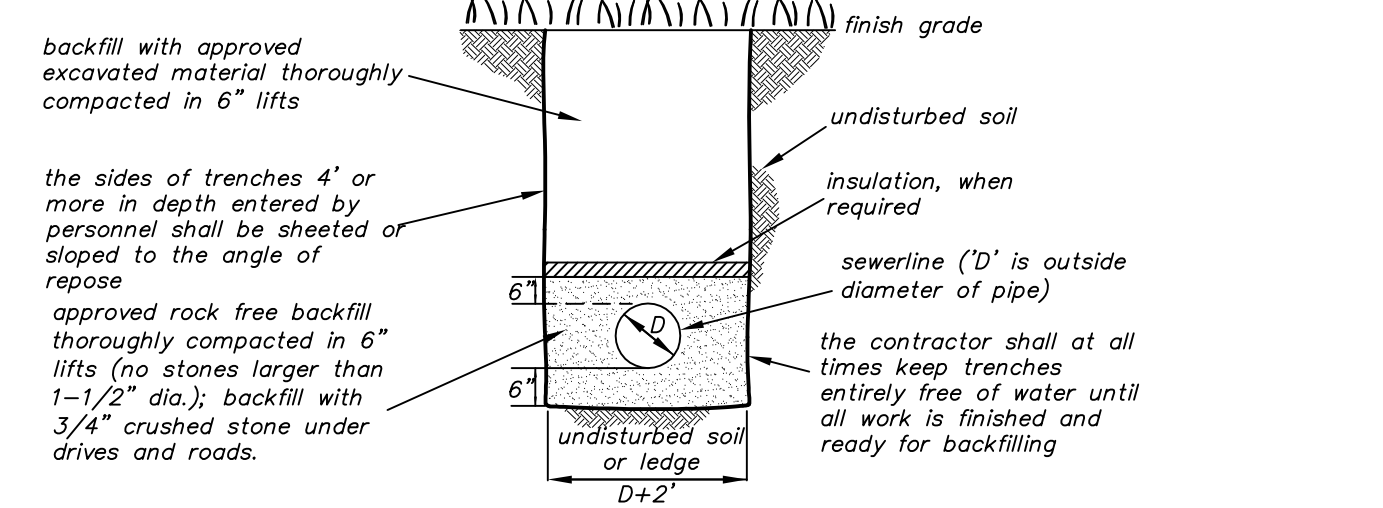 finish grade
backfill with approved
excavated material thoroughly
compacted in 6” lifts
undisturbed soil
the sides of trenches 4’ or
more in depth entered by
personnel shall be sheeted or
sloped to the angle of
repose
insulation, when
required
sewerline (’D’ is outside
diameter of pipe)
6”
D
approved rock free backfill
thoroughly compacted in 6”
lifts (no stones larger than
1-1/2” dia.); backfill with
3/4” crushed stone under
drives and roads.
the contractor shall at all
times keep trenches
entirely free of water until
all work is finished and
ready for backfilling
6”
undisturbed soil
or ledge
D+2’